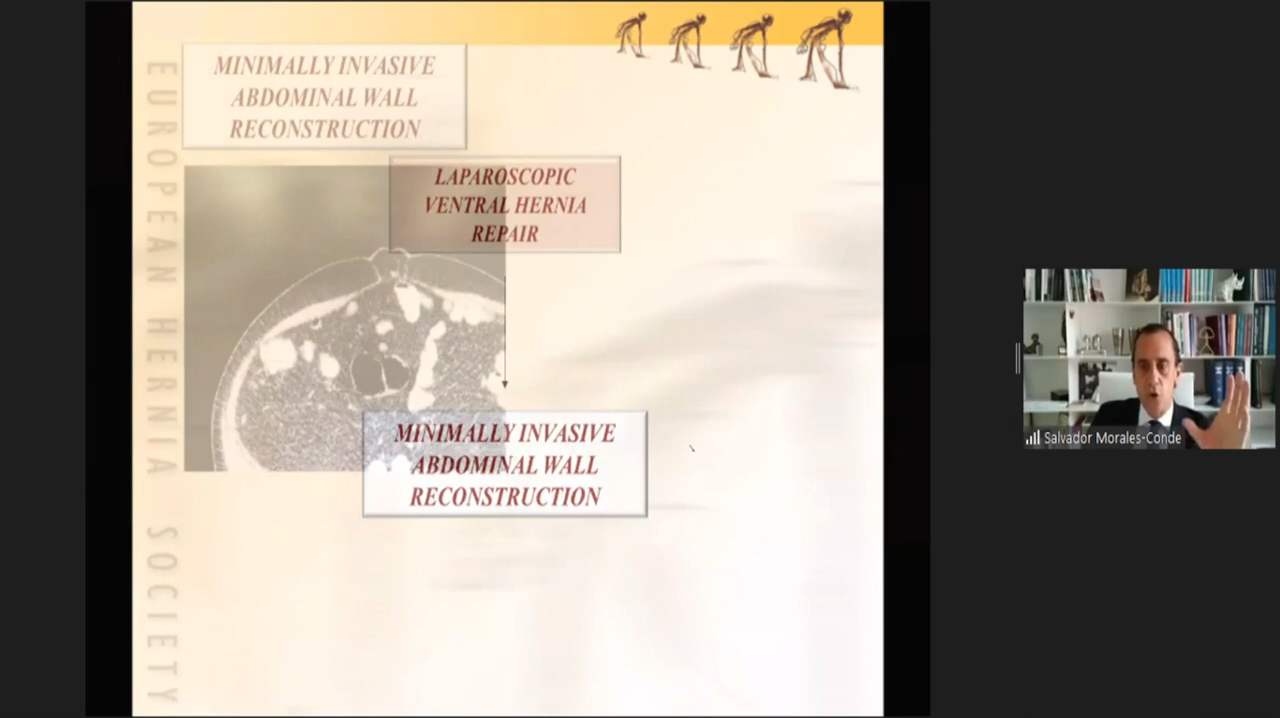 EUROPEAN HERNIA SOCIETY
MINIMALLY INVASIVE
ABDOMINAL WALL
RECONSTRUCTION
LAPAROSCOPIC
VENTRAL HERNIA
REPAIR
MINIMALLY INVASIVE
ABDOMINAL WALL
RECONSTRUCTION
Salvador Morales-Conde